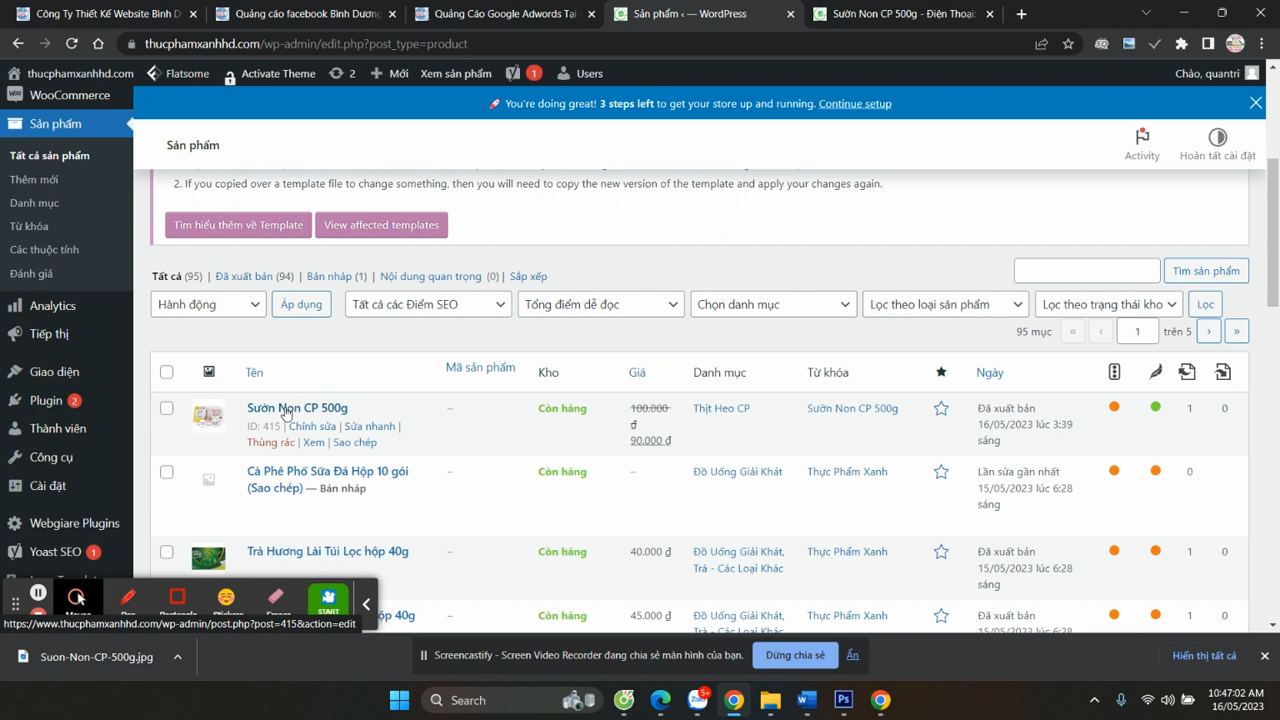 Công Ty Thiết Kế Website Bình D
Quảng cáo facebook Bình Dương
Quảng Cáo Google Adwords Tại
Sản phẩm ‹ — WordPress
Sườn Non CP 500g - Điện Thoại:
thucphamxanhhd.com/wp-admin/edit.php?post_type=product
thucphamxanhhd.com
Flatsome
Activate Theme
2
Mới
Xem sản phẩm
1
Users
Chào, quantri
WooCommerce
Sản phẩm
Tất cả sản phẩm
Thêm mới
Danh mục
Từ khóa
Các thuộc tính
Đánh giá
Analytics
Tiếp thị
Giao diện
Plugin 2
Thành viên
Công cụ
Cài đặt
Webgiare Plugins
Yoast SEO 1
You're doing great! 3 steps left to get your store up and running. Continue setup
Sản phẩm
Activity
Hoàn tất cài đặt
2. If you copied over a template file to change something, then you will need to copy the new version of the template and apply your changes again.
Tìm hiểu thêm về Template
View affected templates
Tất cả (95) | Đã xuất bản (94) | Bản nháp (1) | Nội dung quan trọng (0) | Sắp xếp
Tìm sản phẩm
Hành động
Áp dụng
Tất cả các Điểm SEO
Tổng điểm dễ đọc
Chọn danh mục
Lọc theo loại sản phẩm
Lọc theo trạng thái kho
Lọc
95 mục « ‹ 1 trên 5 › »
Tên
Mã sản phẩm
Kho
Giá
Danh mục
Từ khóa
Ngày
Sườn Non CP 500g
ID: 415 | Chỉnh sửa | Sửa nhanh |
Thùng rác | Xem | Sao chép
–
Còn hàng
100.000
₫
90.000 ₫
Thịt Heo CP
Sườn Non CP 500g
Đã xuất bản
16/05/2023 lúc 3:39
sáng
1
0
Cà Phê Phố Sữa Đá Hộp 10 gói
(Sao chép) — Bản nháp
–
Còn hàng
–
Đồ Uống Giải Khát
Thực Phẩm Xanh
Lần sửa gần nhất
15/05/2023 lúc 6:28
sáng
0
Trà Hương Lài Túi Lọc hộp 40g
–
Còn hàng
40.000 ₫
Đồ Uống Giải Khát,
Trà - Các Loại Khác
Thực Phẩm Xanh
Đã xuất bản
15/05/2023 lúc 6:28
sáng
1
0
hộp 40g
–
Còn hàng
45.000 ₫
Đồ Uống Giải Khát,
Trà - Các Loại Khác
Thực Phẩm Xanh
Đã xuất bản
15/05/2023 lúc 6:28
1
0
Mouse
Pen
Rectangle
Stickers
Eraser
START
https://www.thucphamxanhhd.com/wp-admin/post.php?post=415&action=edit
Suon-Non-CP-500g.jpg
Screencastify - Screen Video Recorder đang chia sẻ màn hình của bạn.
Dừng chia sẻ
Ẩn
Hiển thị tất cả
Search
5+
10:47:02 AM
16/05/2023